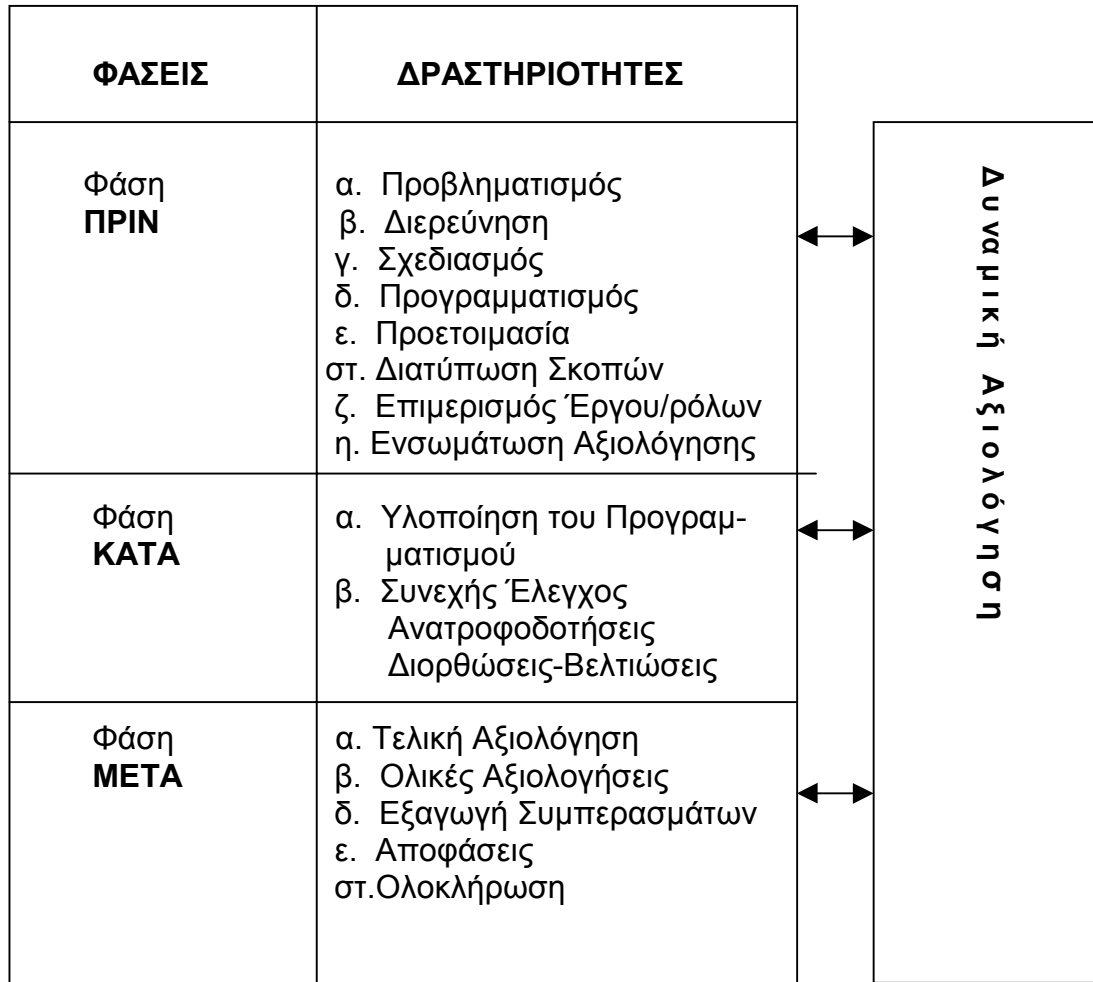 ΦΑΣΕΙΣ
ΔΡΑΣΤΗΡΙΟΤΗΤΕΣ
Φάση
ΠΡΙΝ
α. Προβληματισμός
β. Διερεύνηση
γ. Σχεδιασμός
δ. Προγραμματισμός
ε. Προετοιμασία
στ. Διατύπωση Σκοπών
ζ. Επιμερισμός Έργου/ρόλων
η. Ενσωμάτωση Αξιολόγησης
Φάση
ΚΑΤΑ
α. Υλοποίηση του Προγραμ-
ματισμού
β. Συνεχής Έλεγχος
Ανατροφοδοτήσεις
Διορθώσεις-Βελτιώσεις
Φάση
ΜΕΤΑ
α. Τελική Αξιολόγηση
β. Ολικές Αξιολογήσεις
δ. Εξαγωγή Συμπερασμάτων
ε. Αποφάσεις
στ.Ολοκλήρωση
Δυναμική Αξιολόγηση